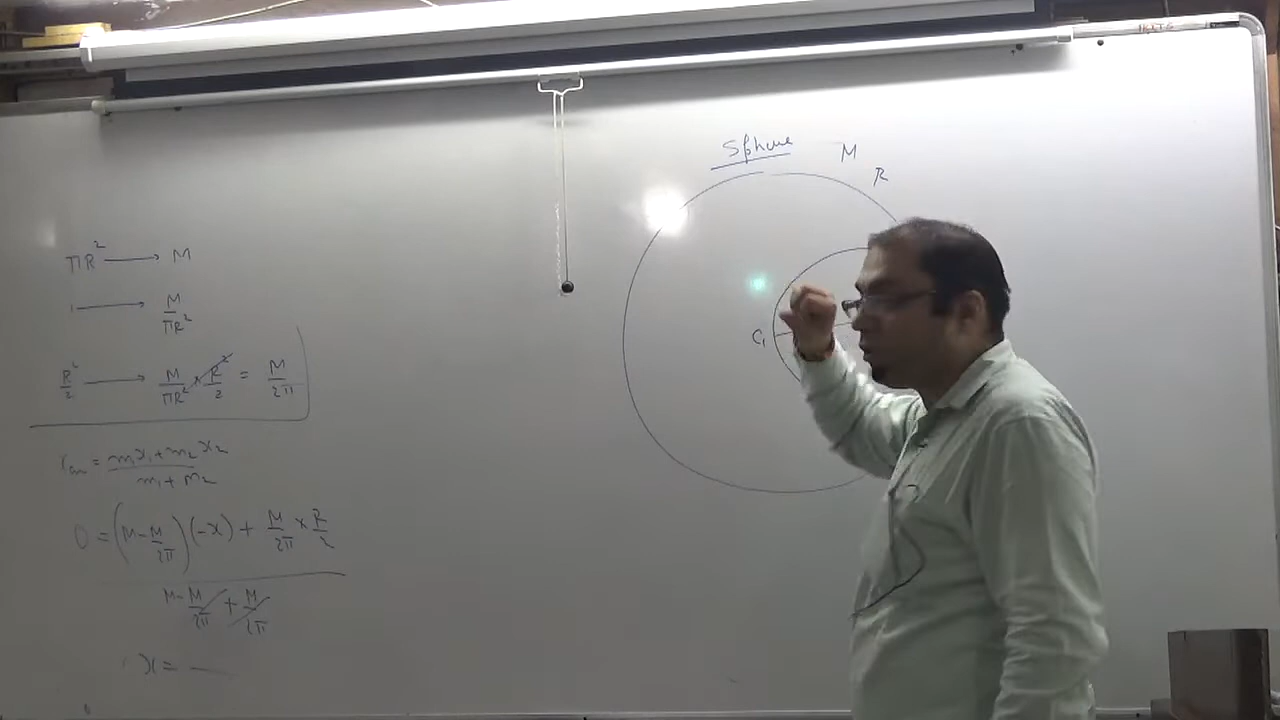 πR² → M
1 → M/πR²
R²/2 → M/πR² × R²/2 = M/2π
xcm = m₁x₁+m₂x₂/m₁+m₂
0 = (M-M/2π)(-x) + M/2π × R/2
M-M/2π + M/2π
x = —
Sphere M
R
C₁